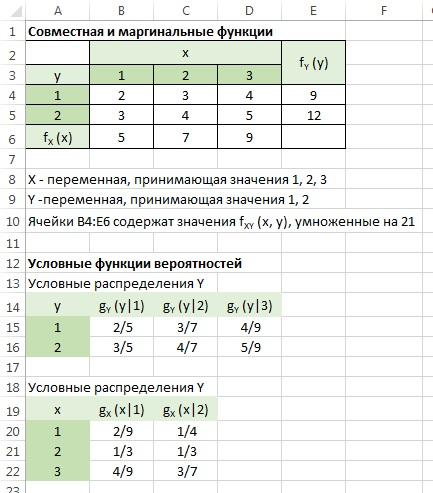 A B C D E F
1 Совместная и маргинальные функции
2 x f_Y (y)
3 y 1 2 3
4 1 2 3 4 9
5 2 3 4 5 12
6 f_X (x) 5 7 9
7
8 X - переменная, принимающая значения 1, 2, 3
9 Y -переменная, принимающая значения 1, 2
10 Ячейки B4:E6 содержат значения f_XY (x, y), умноженные на 21
11
12 Условные функции вероятностей
13 Условные распределения Y
14 y g_Y (y|1) g_Y (y|2) g_Y (y|3)
15 1 2/5 3/7 4/9
16 2 3/5 4/7 5/9
17
18 Условные распределения Y
19 x g_X (x|1) g_X (x|2)
20 1 2/9 1/4
21 2 1/3 1/3
22 3 4/9 3/7
23